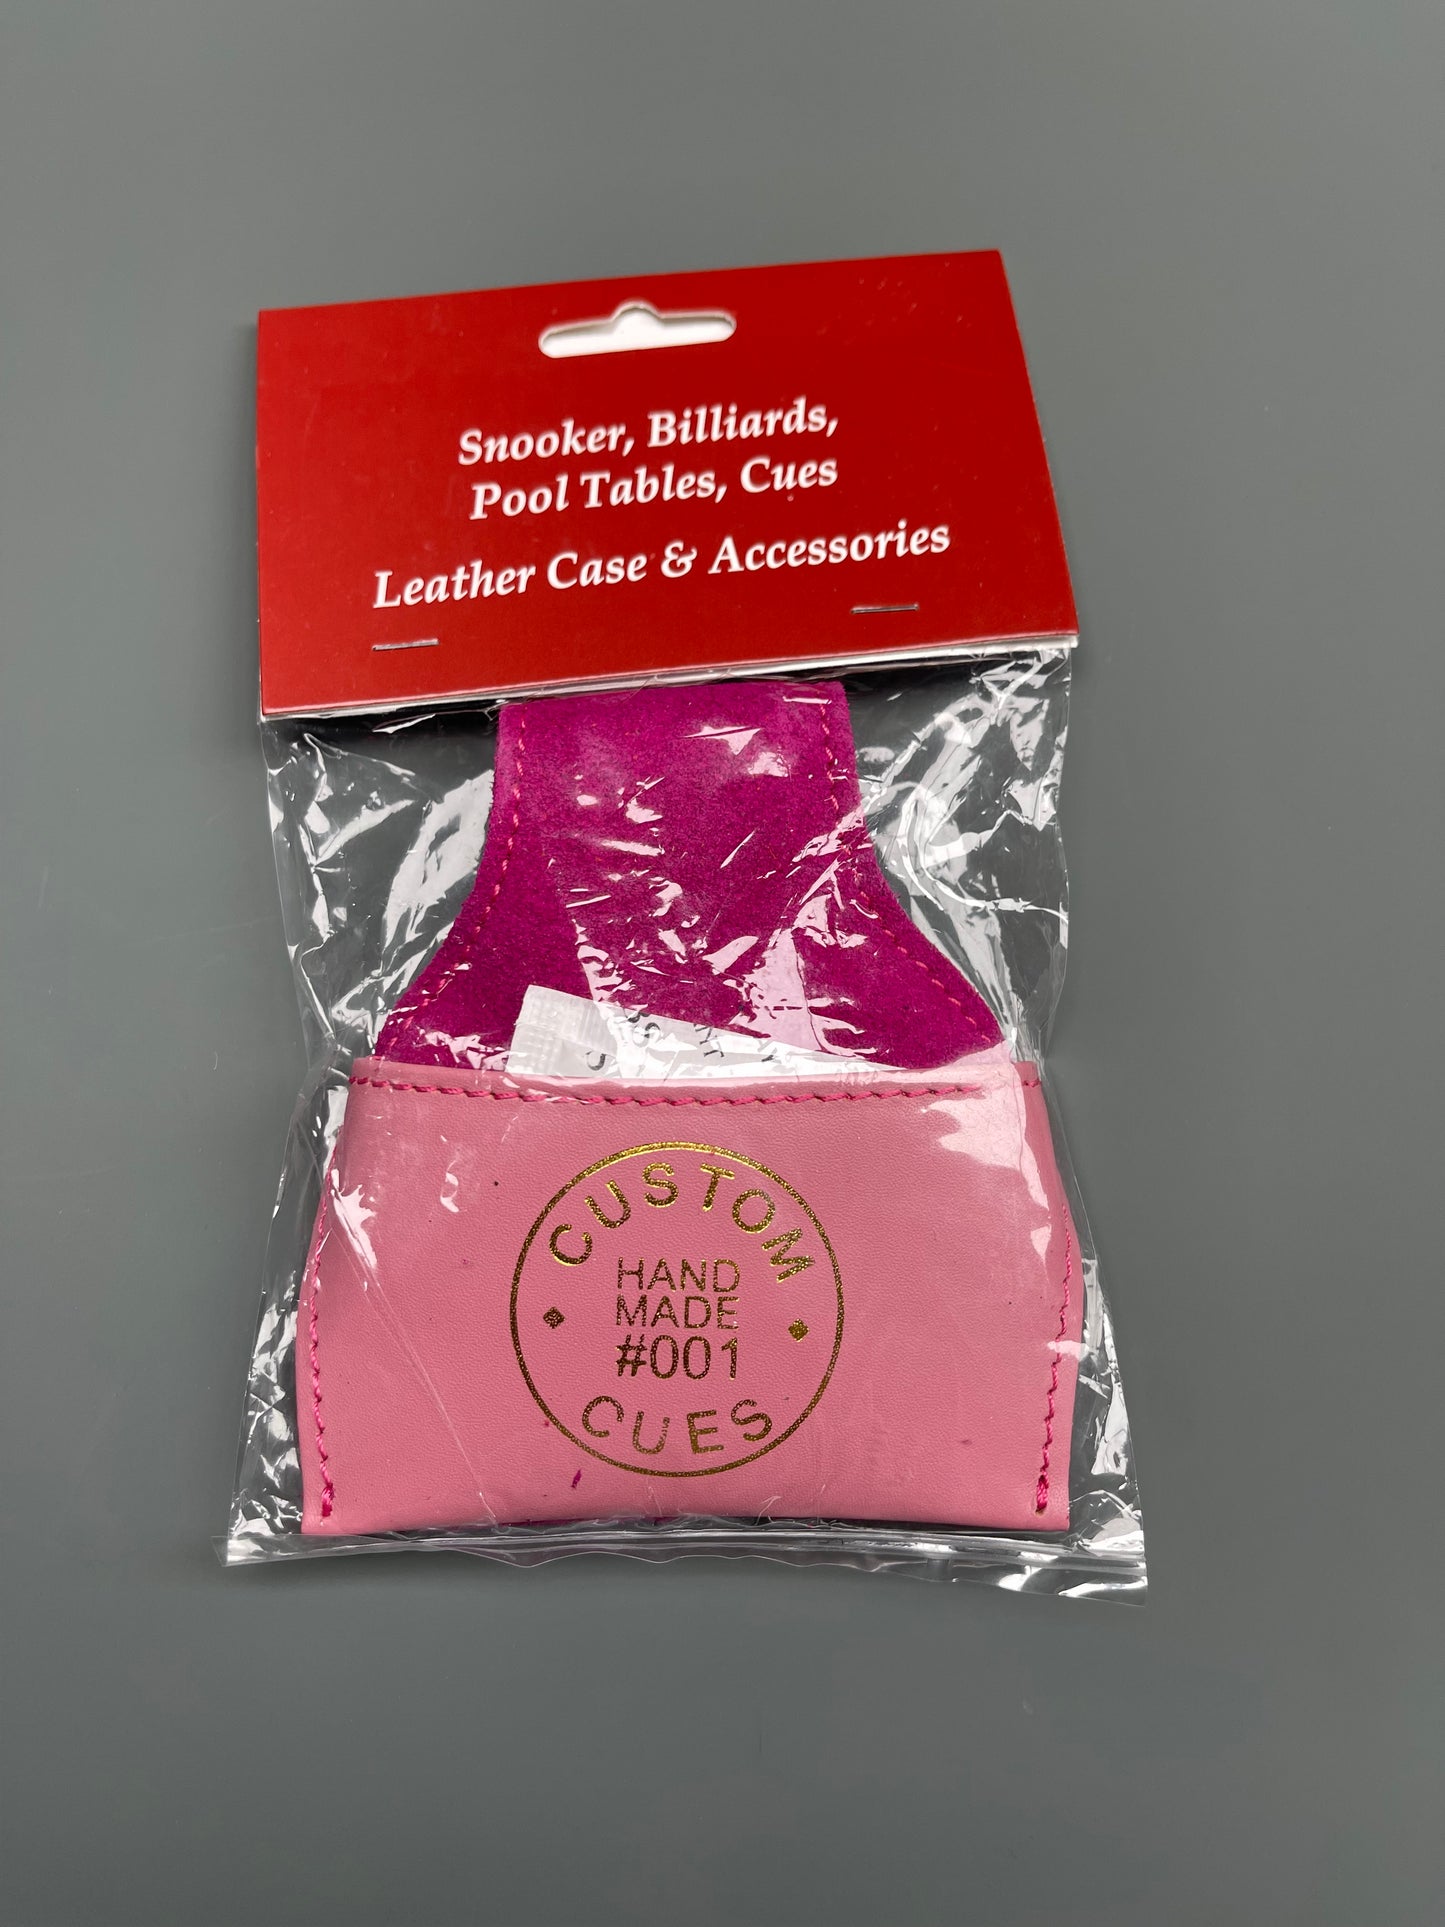 Snooker, Billiards,
Pool Tables, Cues
Leather Case & Accessories
CUSTOM
HAND
MADE
#001
CUES